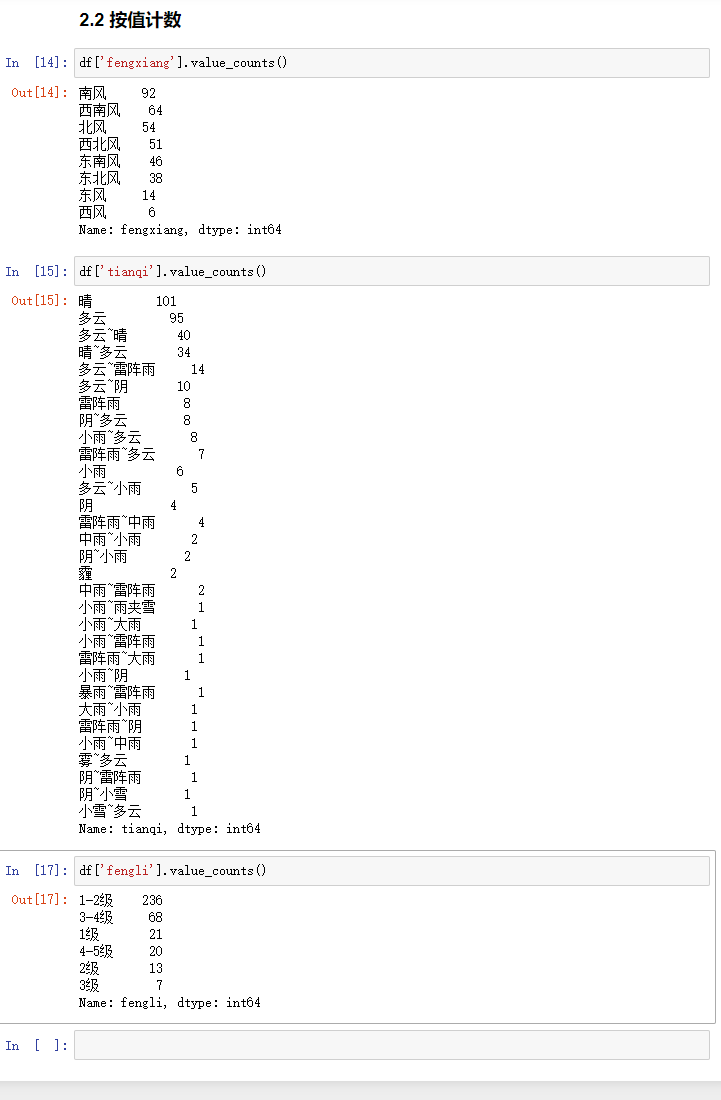 2.2 按值计数
In [14]: df['fengxiang'].value_counts()
Out[14]: 南风 92
西南风 64
北风 54
西北风 51
东南风 46
东北风 38
东风 14
西风 6
Name: fengxiang, dtype: int64
In [15]: df['tianqi'].value_counts()
Out[15]: 晴 101
多云 95
多云~晴 40
晴~多云 34
多云~雷阵雨 14
多云~阴 10
雷阵雨 8
阴~多云 8
小雨~多云 8
雷阵雨~多云 7
小雨 6
多云~小雨 5
阴 4
雷阵雨~中雨 4
中雨~小雨 2
阴~小雨 2
霾 2
中雨~雷阵雨 2
小雨~雨夹雪 1
小雨~大雨 1
小雨~雷阵雨 1
雷阵雨~大雨 1
小雨~阴 1
暴雨~雷阵雨 1
大雨~小雨 1
雷阵雨~阴 1
小雨~中雨 1
雾~多云 1
阴~雷阵雨 1
阴~小雪 1
小雪~多云 1
Name: tianqi, dtype: int64
In [17]: df['fengli'].value_counts()
Out[17]: 1-2级 236
3-4级 68
1级 21
4-5级 20
2级 13
3级 7
Name: fengli, dtype: int64
In [ ]: